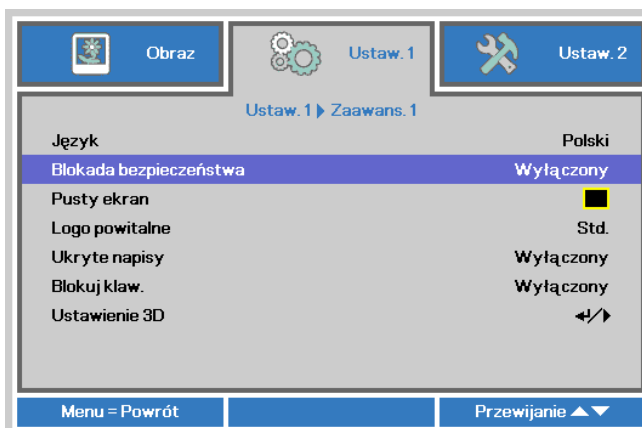 Obraz
Ustaw. 1
Ustaw. 2
Ustaw. 1 Zaawans. 1
Język Polski
Blokada bezpieczeństwa Wyłączony
Pusty ekran
Logo powitalne Std.
Ukryte napisy Wyłączony
Blokuj klaw. Wyłączony
Ustawienie 3D
Menu = Powrót Przewijanie